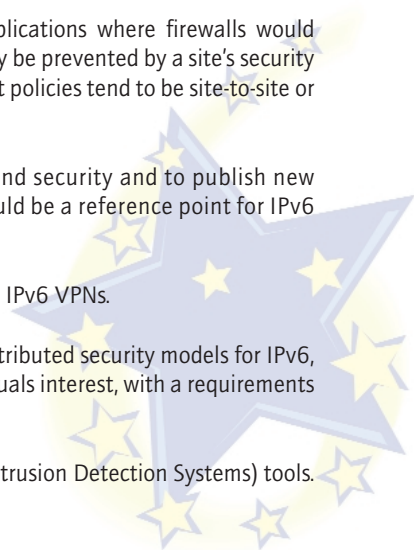 plications where firewalls would
y be prevented by a site's security
t policies tend to be site-to-site or
nd security and to publish new
uld be a reference point for IPv6
IPv6 VPNs.
tributed security models for IPv6,
uals interest, with a requirements
trusion Detection Systems) tools.